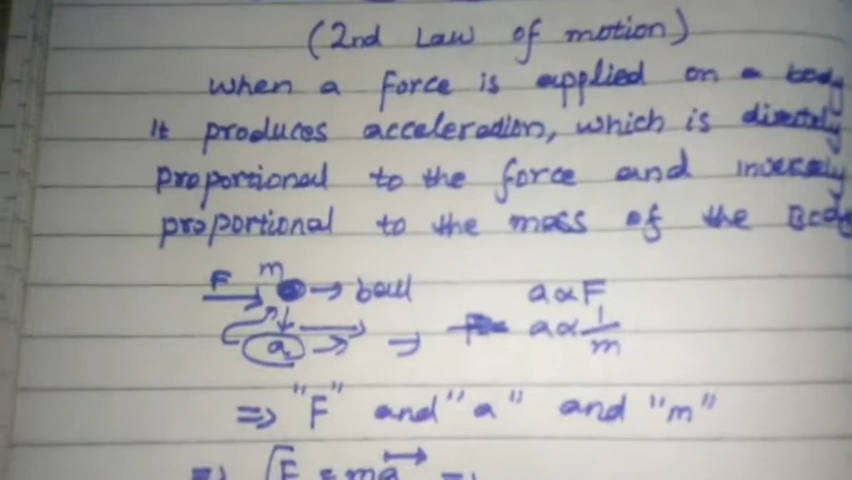 (2nd Law of motion)
when a force is applied on a body
It produces acceleration, which is directly
proportional to the force and inversely
proportional to the mass of the Body
F m → ball a ∝ F
a → → a ∝ 1/m
⇒ "F" and "a" and "m"
⇒ F = ma